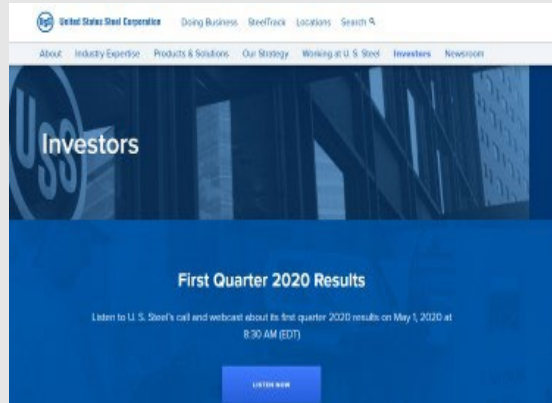 USS United States Steel Corporation Doing Business SteelTrack Locations Search
About Industry Expertise Products & Solutions Our Strategy Working at U. S. Steel Investors Newsroom
USS
Investors
First Quarter 2020 Results
Listen to U. S. Steel's call and webcast about its first quarter 2020 results on May 1, 2020 at
8:30 AM (EDT)
LISTEN NOW